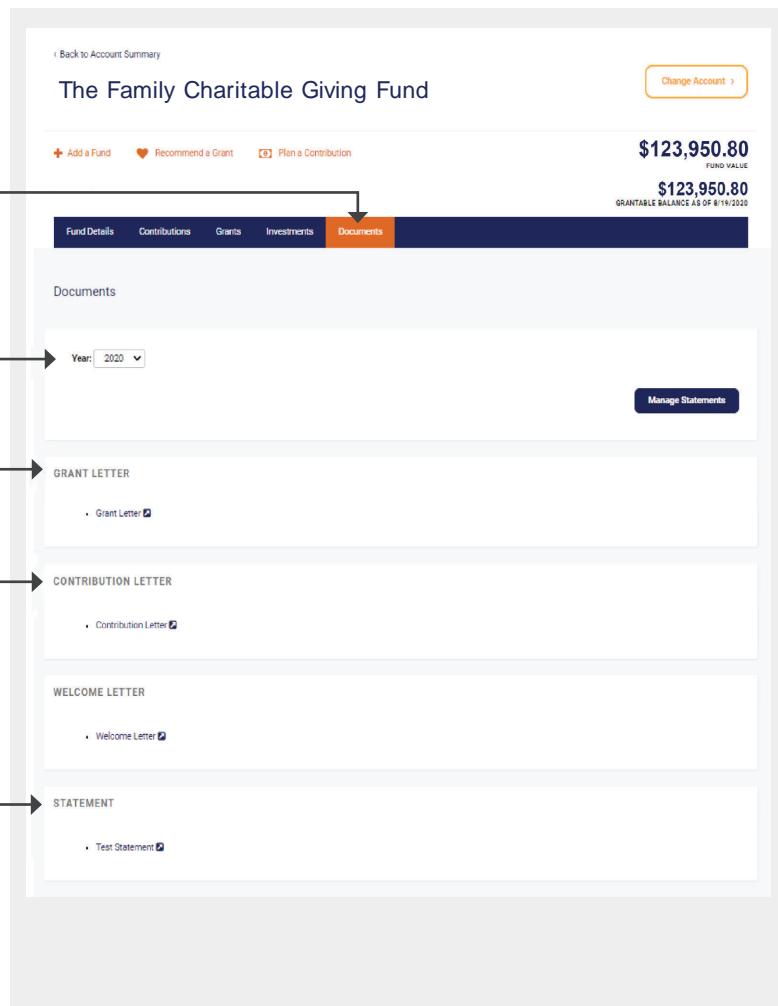 ‹ Back to Account Summary
The Family Charitable Giving Fund
Change Account ›
Add a Fund Recommend a Grant Plan a Contribution
$123,950.80
FUND VALUE
$123,950.80
GRANTABLE BALANCE AS OF 8/19/2020
Fund Details Contributions Grants Investments Documents
Documents
Year: 2020
Manage Statements
GRANT LETTER
• Grant Letter
CONTRIBUTION LETTER
• Contribution Letter
WELCOME LETTER
• Welcome Letter
STATEMENT
• Test Statement